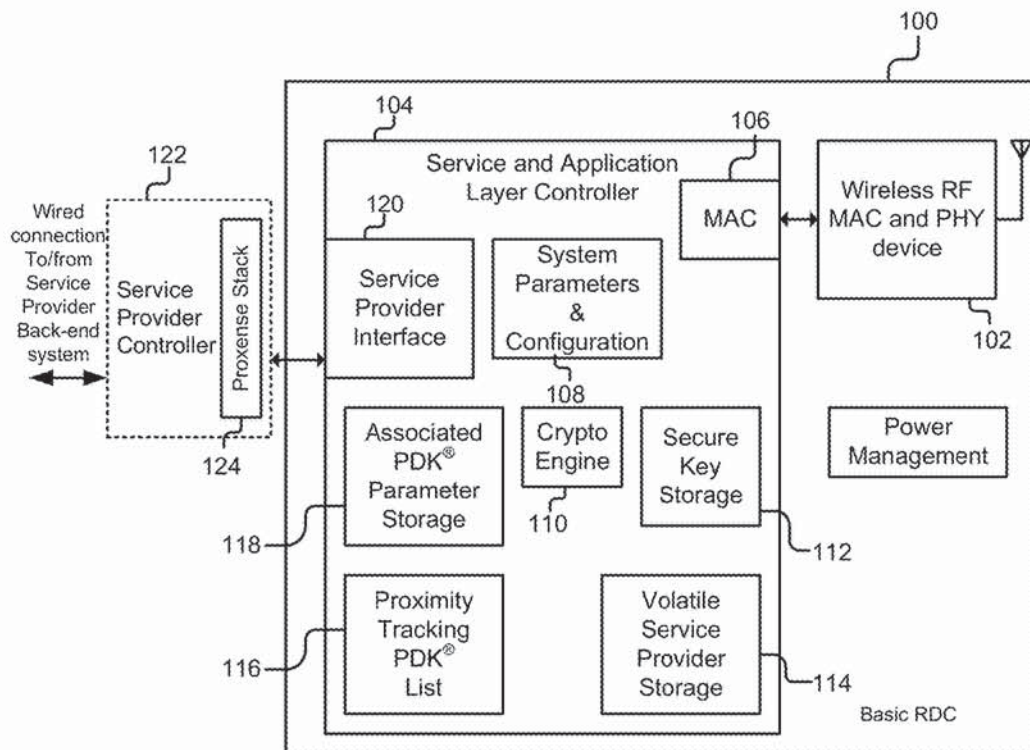 100
104
106
122
Service and Application
Layer Controller
Wired
connection
To/from
Service
Provider
Back-end
system
120
MAC
Wireless RF
MAC and PHY
device
Service
Provider
Controller
Proxense Stack
Service
Provider
Interface
System
Parameters
&
Configuration
102
108
124
Associated
PDK®
Parameter
Storage
Crypto
Engine
Secure
Key
Storage
Power
Management
110
118
112
Proximity
Tracking
PDK®
List
Volatile
Service
Provider
Storage
116
114
Basic RDC